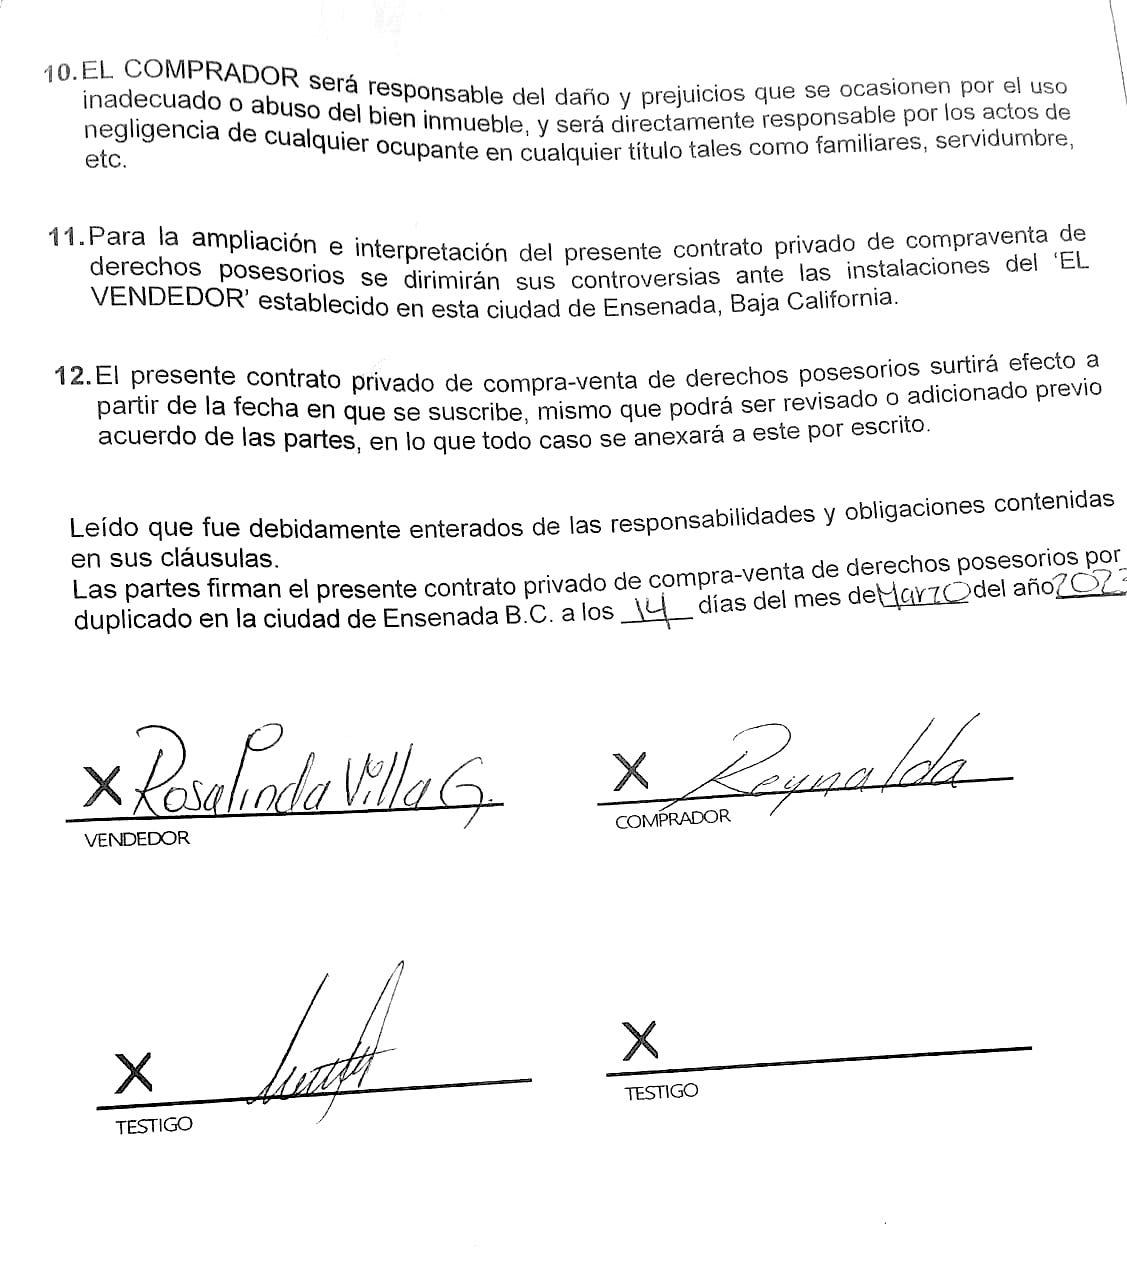 10. EL COMPRADOR será responsable del daño y prejuicios que se ocasionen por el uso
inadecuado o abuso del bien inmueble, y será directamente responsable por los actos de
negligencia de cualquier ocupante en cualquier título tales como familiares, servidumbre,
etc.
11. Para la ampliación e interpretación del presente contrato privado de compraventa de
derechos posesorios se dirimirán sus controversias ante las instalaciones del 'EL
VENDEDOR' establecido en esta ciudad de Ensenada, Baja California.
12. El presente contrato privado de compra-venta de derechos posesorios surtirá efecto a
partir de la fecha en que se suscribe, mismo que podrá ser revisado o adicionado previo
acuerdo de las partes, en lo que todo caso se anexará a este por escrito.
Leído que fue debidamente enterados de las responsabilidades y obligaciones contenidas
en sus cláusulas.
Las partes firman el presente contrato privado de compra-venta de derechos posesorios por
duplicado en la ciudad de Ensenada B.C. a los 14 días del mes de Marzo del año
X Rosalinda Villa G. X Reynalda
VENDEDOR COMPRADOR
X X
TESTIGO TESTIGO